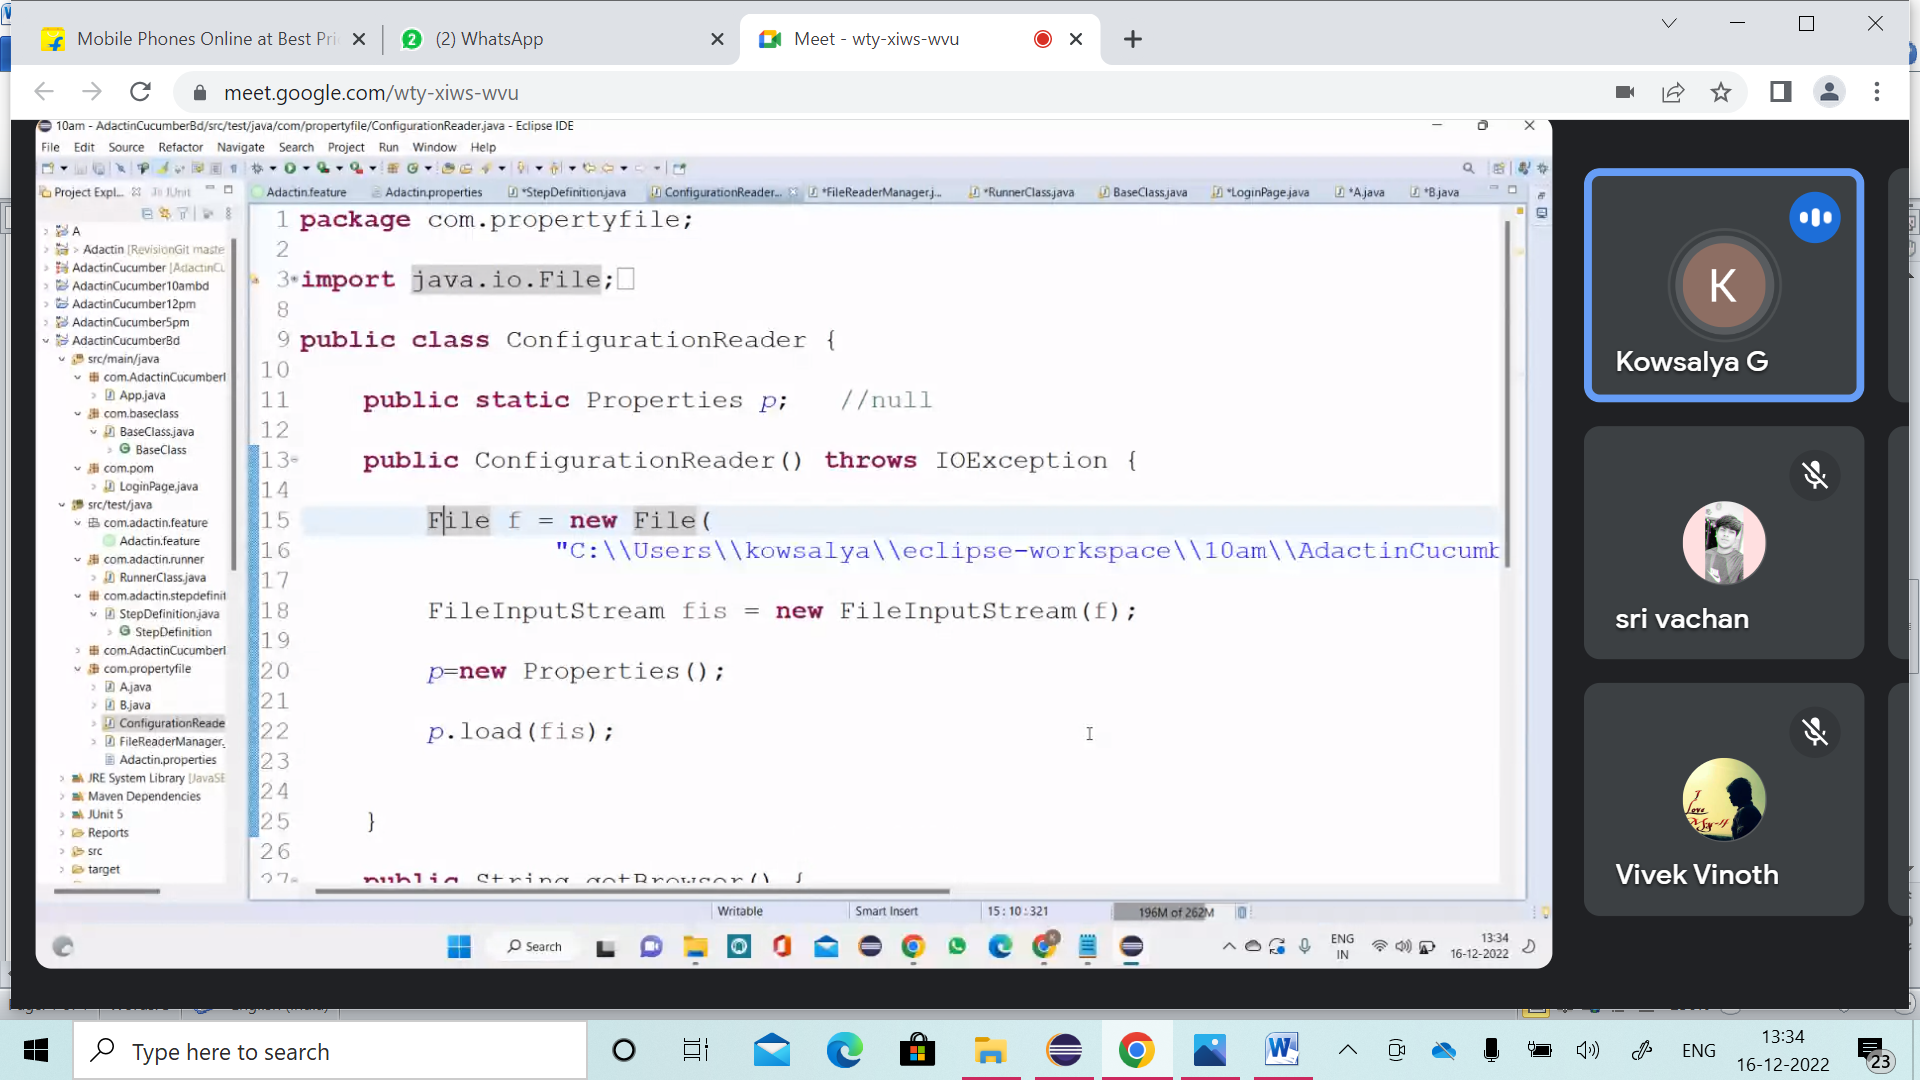 Mobile Phones Online at Best Pri
(2) WhatsApp
Meet - wty-xiws-wvu
meet.google.com/wty-xiws-wvu
10am - AdactinCucumberBd/src/test/java/com/propertyfile/ConfigurationReader.java - Eclipse IDE
File Edit Source Refactor Navigate Search Project Run Window Help
Project Expl... JUnit
Adactin.feature Adactin.properties *StepDefinition.java ConfigurationReader... *FileReaderManager.j... *RunnerClass.java BaseClass.java *LoginPage.java *A.java *B.java
A
> Adactin [RevisionGit maste
AdactinCucumber [AdactinCu
AdactinCucumber10ambd
AdactinCucumber12pm
AdactinCucumber5pm
AdactinCucumberBd
src/main/java
com.AdactinCucumberl
App.java
com.baseclass
BaseClass.java
BaseClass
com.pom
LoginPage.java
src/test/java
com.adactin.feature
Adactin.feature
com.adactin.runner
RunnerClass.java
com.adactin.stepdefinit
StepDefinition.java
StepDefinition
com.AdactinCucumberl
com.propertyfile
A.java
B.java
ConfigurationReade
FileReaderManager.
Adactin.properties
JRE System Library [JavaSE
Maven Dependencies
JUnit 5
Reports
src
target
1 package com.propertyfile;
2
3 import java.io.File;
8
9 public class ConfigurationReader {
10
11 public static Properties p; //null
12
13 public ConfigurationReader() throws IOException {
14
15 File f = new File(
16 "C:\\Users\\kowsalya\\eclipse-workspace\\10am\\AdactinCucumb
17
18 FileInputStream fis = new FileInputStream(f);
19
20 p=new Properties();
21
22 p.load(fis);
23
24
25 }
26
27 public String getBrowser() {
Writable Smart Insert 15:10:321 196M of 262M
Search
ENG
IN
13:34
16-12-2022
K
Kowsalya G
sri vachan
I
Love
Vivek Vinoth
Type here to search
ENG
13:34
16-12-2022
23